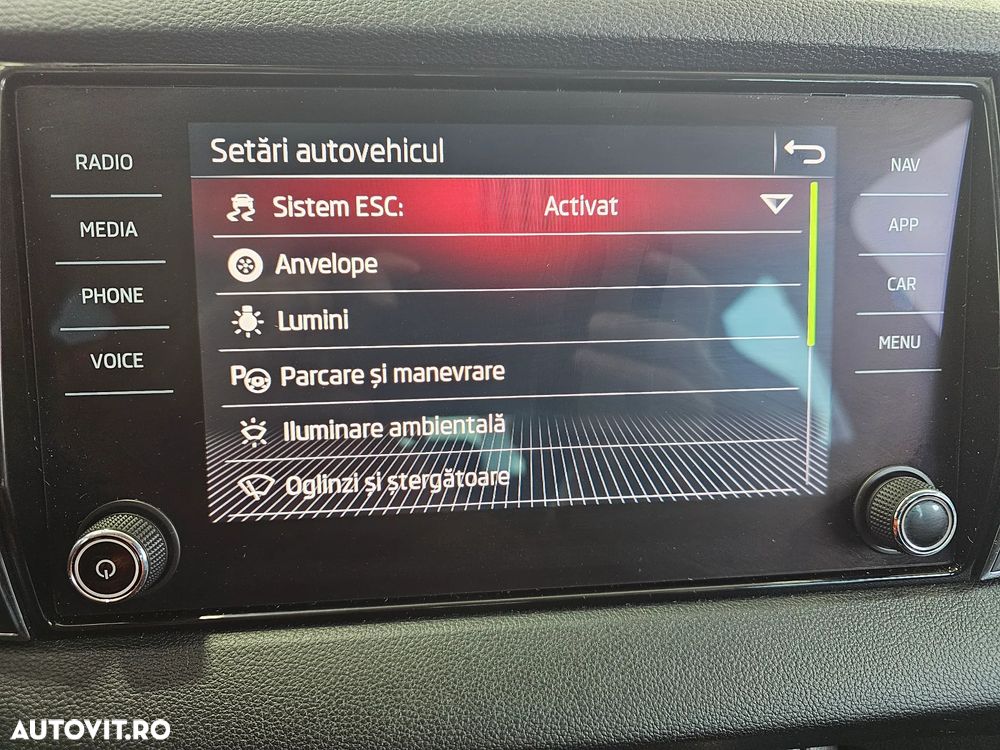 Setări autovehicul
RADIO
MEDIA
PHONE
VOICE
Sistem ESC: Activat
Anvelope
Lumini
P Parcare și manevrare
Iluminare ambientală
Oglinzi și ștergătoare
NAV
APP
CAR
MENU
AUTOVIT.RO